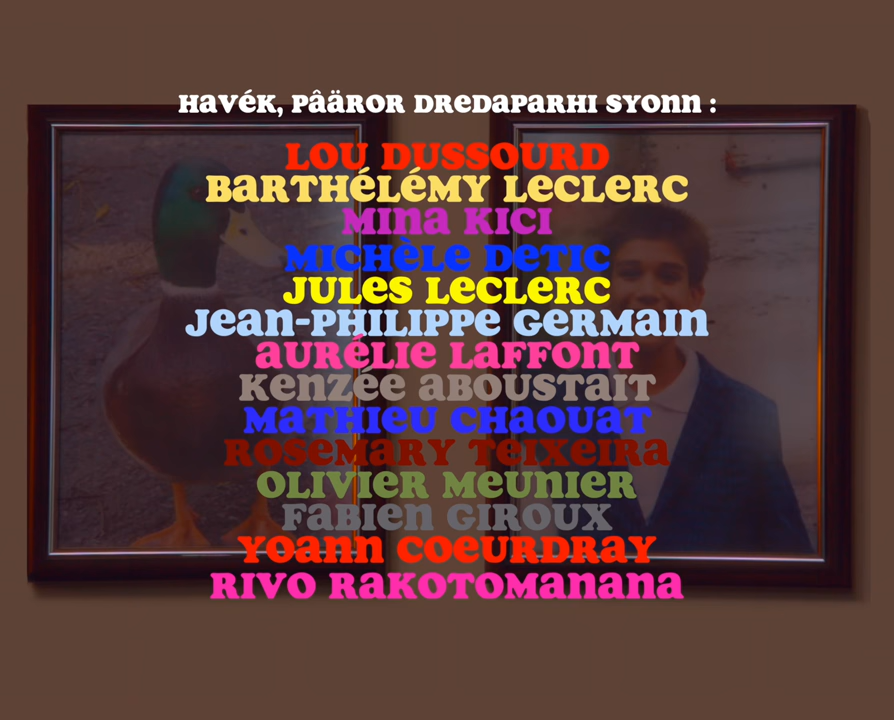 Havék, pâäror dredaparhi syonn :
Lou Dussourd
Barthélémy Leclerc
Mina Kici
Michèle Detic
Jules Leclerc
Jean-Philippe Germain
Aurélie Laffont
Kenzée Aboustait
Mathieu Chaouat
Rosemary Teixeira
Olivier Meunier
Fabien Giroux
Yoann Coeurdray
Rivo Rakotomanana